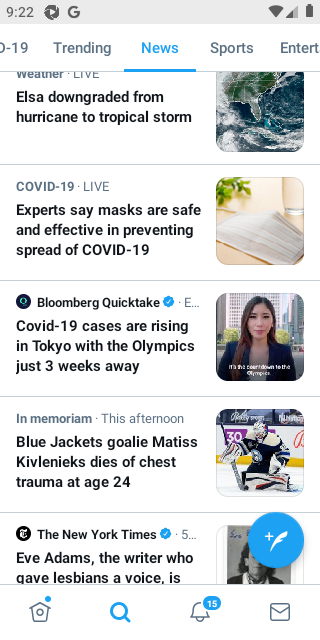 9:22
D-19 Trending News Sports Entert
Weather · LIVE
Elsa downgraded from
hurricane to tropical storm
COVID-19 · LIVE
Experts say masks are safe
and effective in preventing
spread of COVID-19
Bloomberg Quicktake · E...
Covid-19 cases are rising
in Tokyo with the Olympics
just 3 weeks away
It's the countdown to the
Olympics.
In memoriam · This afternoon
Blue Jackets goalie Matiss
Kivlenieks dies of chest
trauma at age 24
30
The New York Times · 5...
Eve Adams, the writer who
gave lesbians a voice, is
15